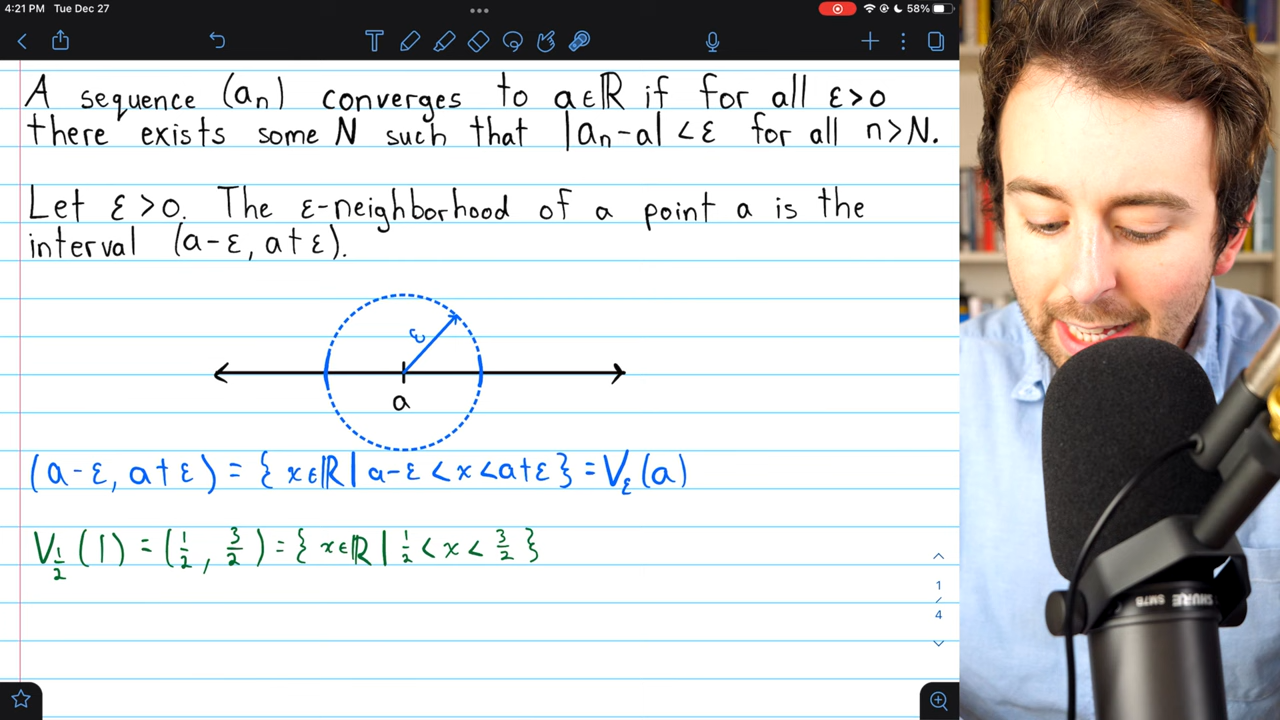 4:21 PM Tue Dec 27
58%
A sequence (aₙ) converges to a∈ℝ if for all ε>0
there exists some N such that |aₙ-a|<ε for all n>N.
Let ε>0. The ε-neighborhood of a point a is the
interval (a-ε, a+ε).
ε
a
(a-ε, a+ε) = { x∈ℝ | a-ε < x < a+ε } = V_ε(a)
V_½(1) = (½, 3/2) = { x∈ℝ | ½ < x < 3/2 }
1
/
4
SHURE SM7B